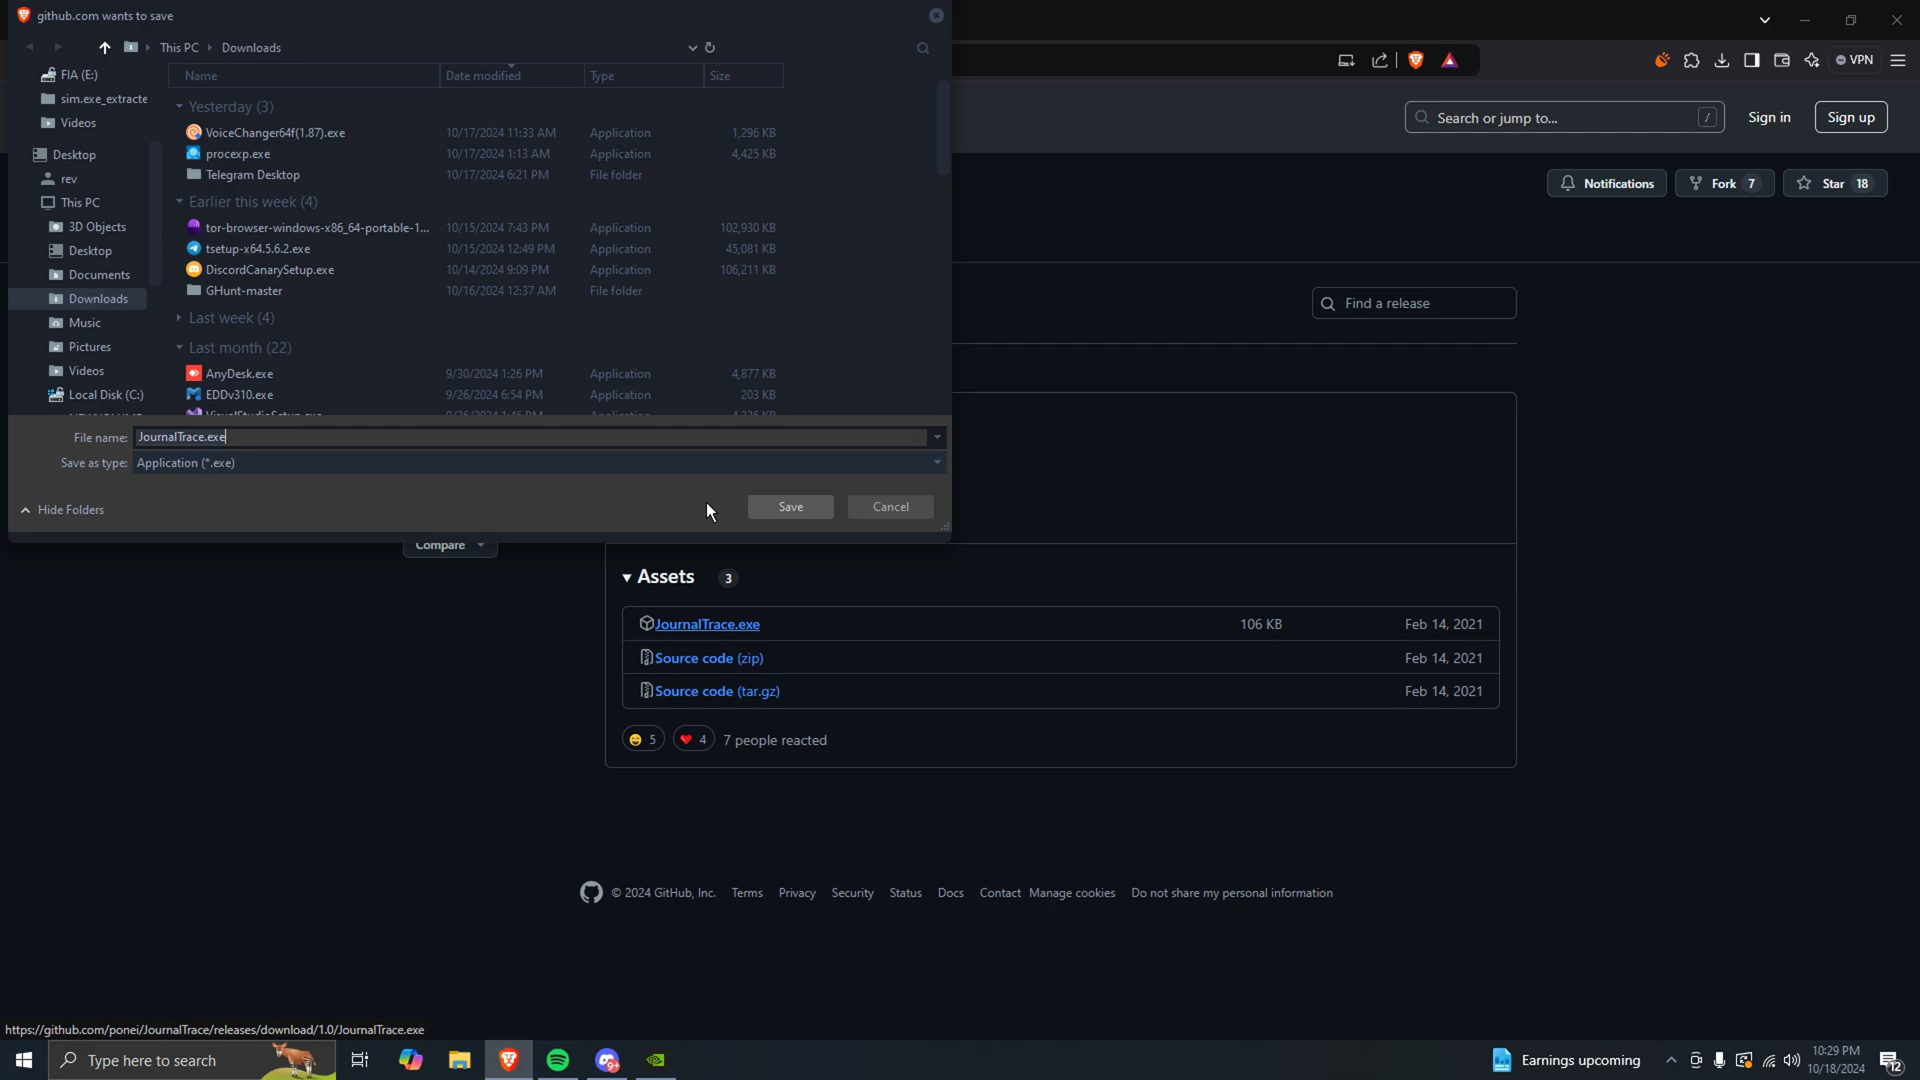 github.com wants to save
This PC Downloads
FIA (E:)
sim.exe_extracte
Videos
Desktop
rev
This PC
3D Objects
Desktop
Documents
Downloads
Music
Pictures
Videos
Local Disk (C:)
Name Date modified Type Size
Yesterday (3)
VoiceChanger64f(1.87).exe 10/17/2024 11:33 AM Application 1,296 KB
procexp.exe 10/17/2024 1:13 AM Application 4,425 KB
Telegram Desktop 10/17/2024 6:21 PM File folder
Earlier this week (4)
tor-browser-windows-x86_64-portable-1... 10/15/2024 7:43 PM Application 102,930 KB
tsetup-x64.5.6.2.exe 10/15/2024 12:49 PM Application 45,081 KB
DiscordCanarySetup.exe 10/14/2024 9:09 PM Application 106,211 KB
GHunt-master 10/16/2024 12:37 AM File folder
Last week (4)
Last month (22)
AnyDesk.exe 9/30/2024 1:26 PM Application 4,877 KB
EDDv310.exe 9/26/2024 6:54 PM Application 203 KB
File name: JournalTrace.exe
Save as type: Application (*.exe)
Hide Folders Save Cancel
VPN
Search or jump to... / Sign in Sign up
Notifications Fork 7 Star 18
Find a release
Compare
Assets 3
JournalTrace.exe 106 KB Feb 14, 2021
Source code (zip) Feb 14, 2021
Source code (tar.gz) Feb 14, 2021
5 4 7 people reacted
© 2024 GitHub, Inc. Terms Privacy Security Status Docs Contact Manage cookies Do not share my personal information
https://github.com/ponei/JournalTrace/releases/download/1.0/JournalTrace.exe
Type here to search 9+ Earnings upcoming 10:29 PM
10/18/2024 12